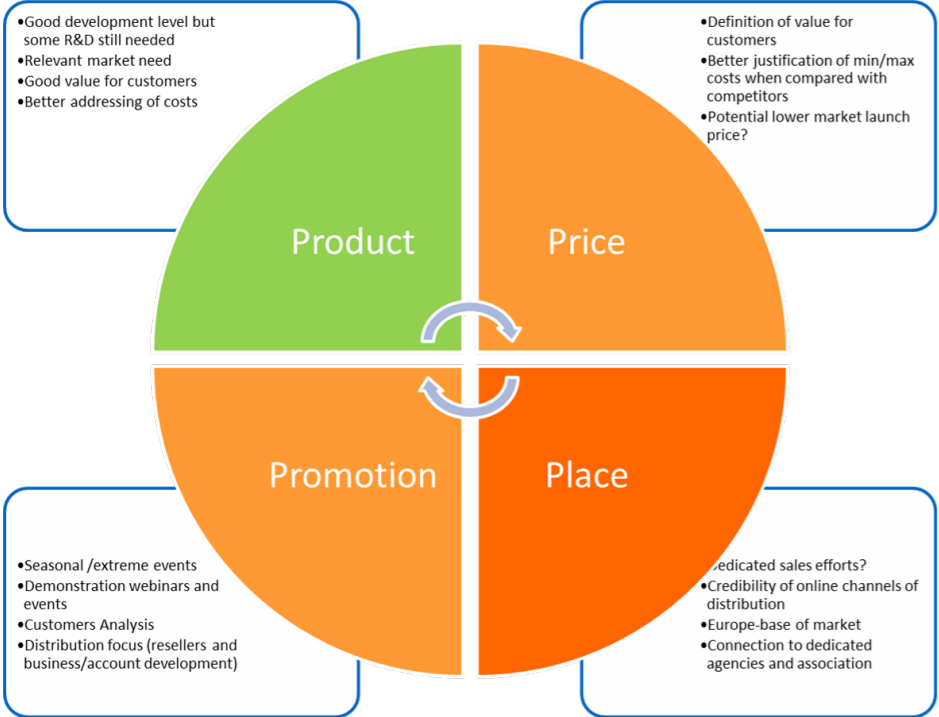 •Good development level but
some R&D still needed
•Relevant market need
•Good value for customers
•Better addressing of costs
•Definition of value for
customers
•Better justification of min/max
costs when compared with
competitors
•Potential lower market launch
price?
Product
Price
Promotion
Place
•Seasonal /extreme events
•Demonstration webinars and
events
•Customers Analysis
•Distribution focus (resellers and
business/account development)
edicated sales efforts?
•Credibility of online channels of
distribution
•Europe-base of market
•Connection to dedicated
agencies and association